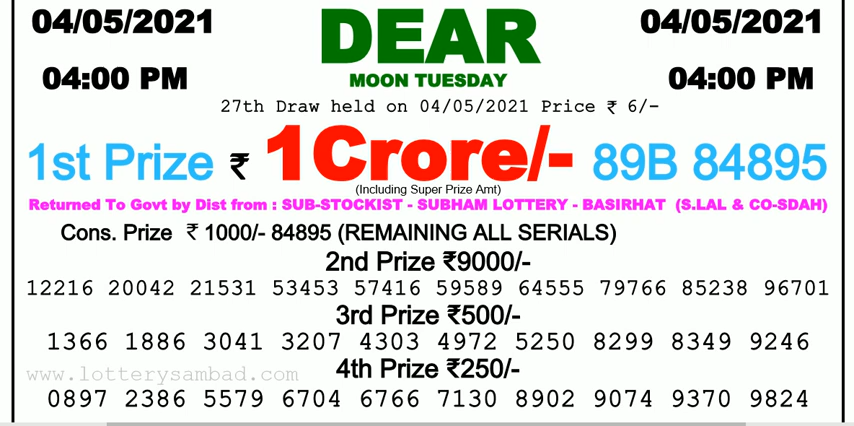 04/05/2021 DEAR 04/05/2021
04:00 PM MOON TUESDAY 04:00 PM
27th Draw held on 04/05/2021 Price ₹ 6/-
1st Prize ₹ 1Crore/- 89B 84895
(Including Super Prize Amt)
Returned To Govt by Dist from : SUB-STOCKIST - SUBHAM LOTTERY - BASIRHAT (S.LAL & CO-SDAH)
Cons. Prize ₹ 1000/- 84895 (REMAINING ALL SERIALS)
2nd Prize ₹9000/-
12216 20042 21531 53453 57416 59589 64555 79766 85238 96701
3rd Prize ₹500/-
1366 1886 3041 3207 4303 4972 5250 8299 8349 9246
4th Prize ₹250/-
www.lotterysambad.com
0897 2386 5579 6704 6766 7130 8902 9074 9370 9824